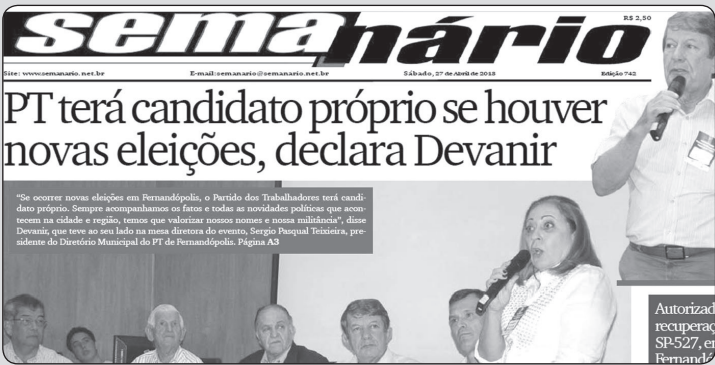 semanário
R$ 2,50
Site: www.semanario.net.br
E-mail:semanario@semanario.net.br
Sábado, 27 de Abril de 2013
Edição 742
PT terá candidato próprio se houver
novas eleições, declara Devanir
"Se ocorrer novas eleições em Fernandópolis, o Partido dos Trabalhadores terá candi-
dato próprio. Sempre acompanhamos os fatos e todas as novidades políticas que acon-
tecem na cidade e região, temos que valorizar nossos nomes e nossa militância", disse
Devanir, que teve ao seu lado na mesa diretora do evento, Sergio Pasqual Teixieira, pre-
sidente do Diretório Municipal do PT de Fernandópolis. Página A3
Autorizad
recuperaç
SP-527, e
Fernandó